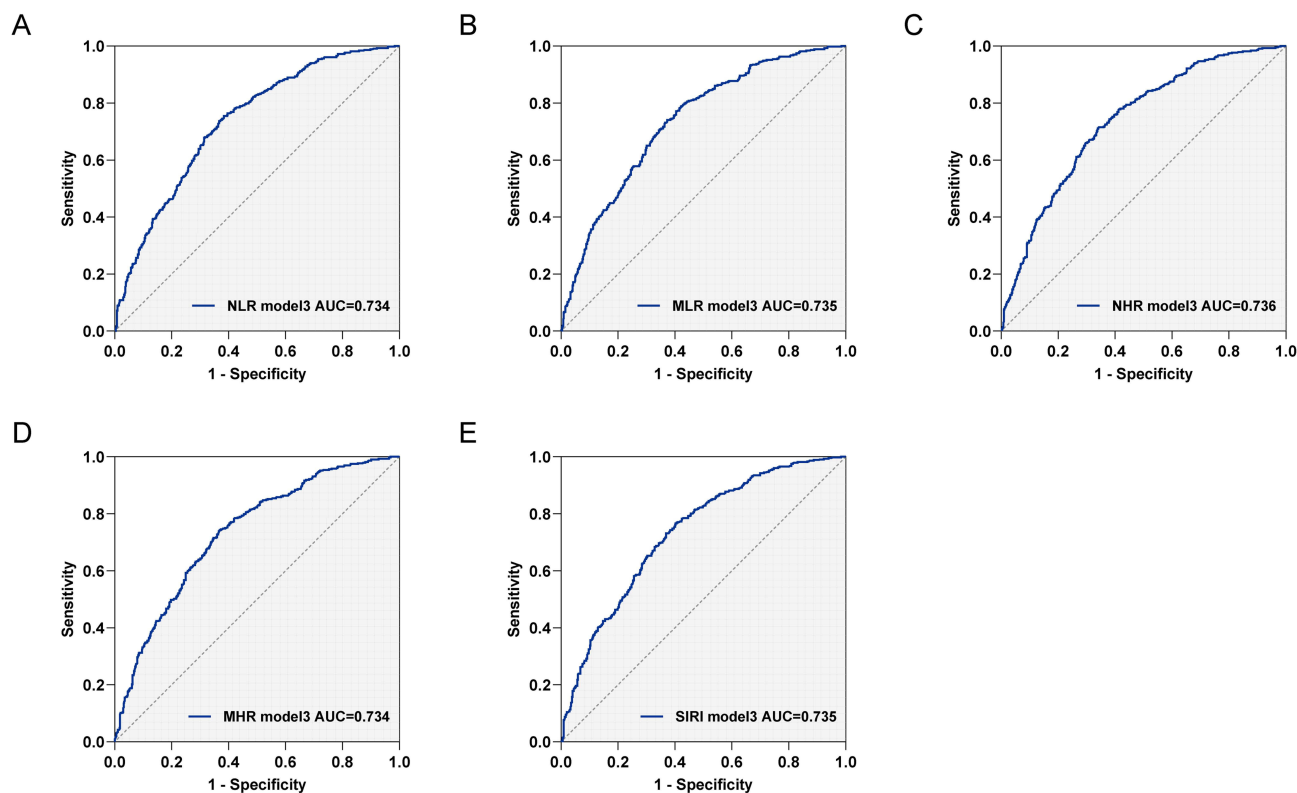 A
1.0
0.8
0.6
0.4
0.2
0.0
Sensitivity
NLR model3 AUC=0.734
0.0 0.2 0.4 0.6 0.8 1.0
1 - Specificity
B
1.0
0.8
0.6
0.4
0.2
0.0
Sensitivity
MLR model3 AUC=0.735
0.0 0.2 0.4 0.6 0.8 1.0
1 - Specificity
C
1.0
0.8
0.6
0.4
0.2
0.0
Sensitivity
NHR model3 AUC=0.736
0.0 0.2 0.4 0.6 0.8 1.0
1 - Specificity
D
1.0
0.8
0.6
0.4
0.2
0.0
Sensitivity
MHR model3 AUC=0.734
0.0 0.2 0.4 0.6 0.8 1.0
1 - Specificity
E
1.0
0.8
0.6
0.4
0.2
0.0
Sensitivity
SIRI model3 AUC=0.735
0.0 0.2 0.4 0.6 0.8 1.0
1 - Specificity